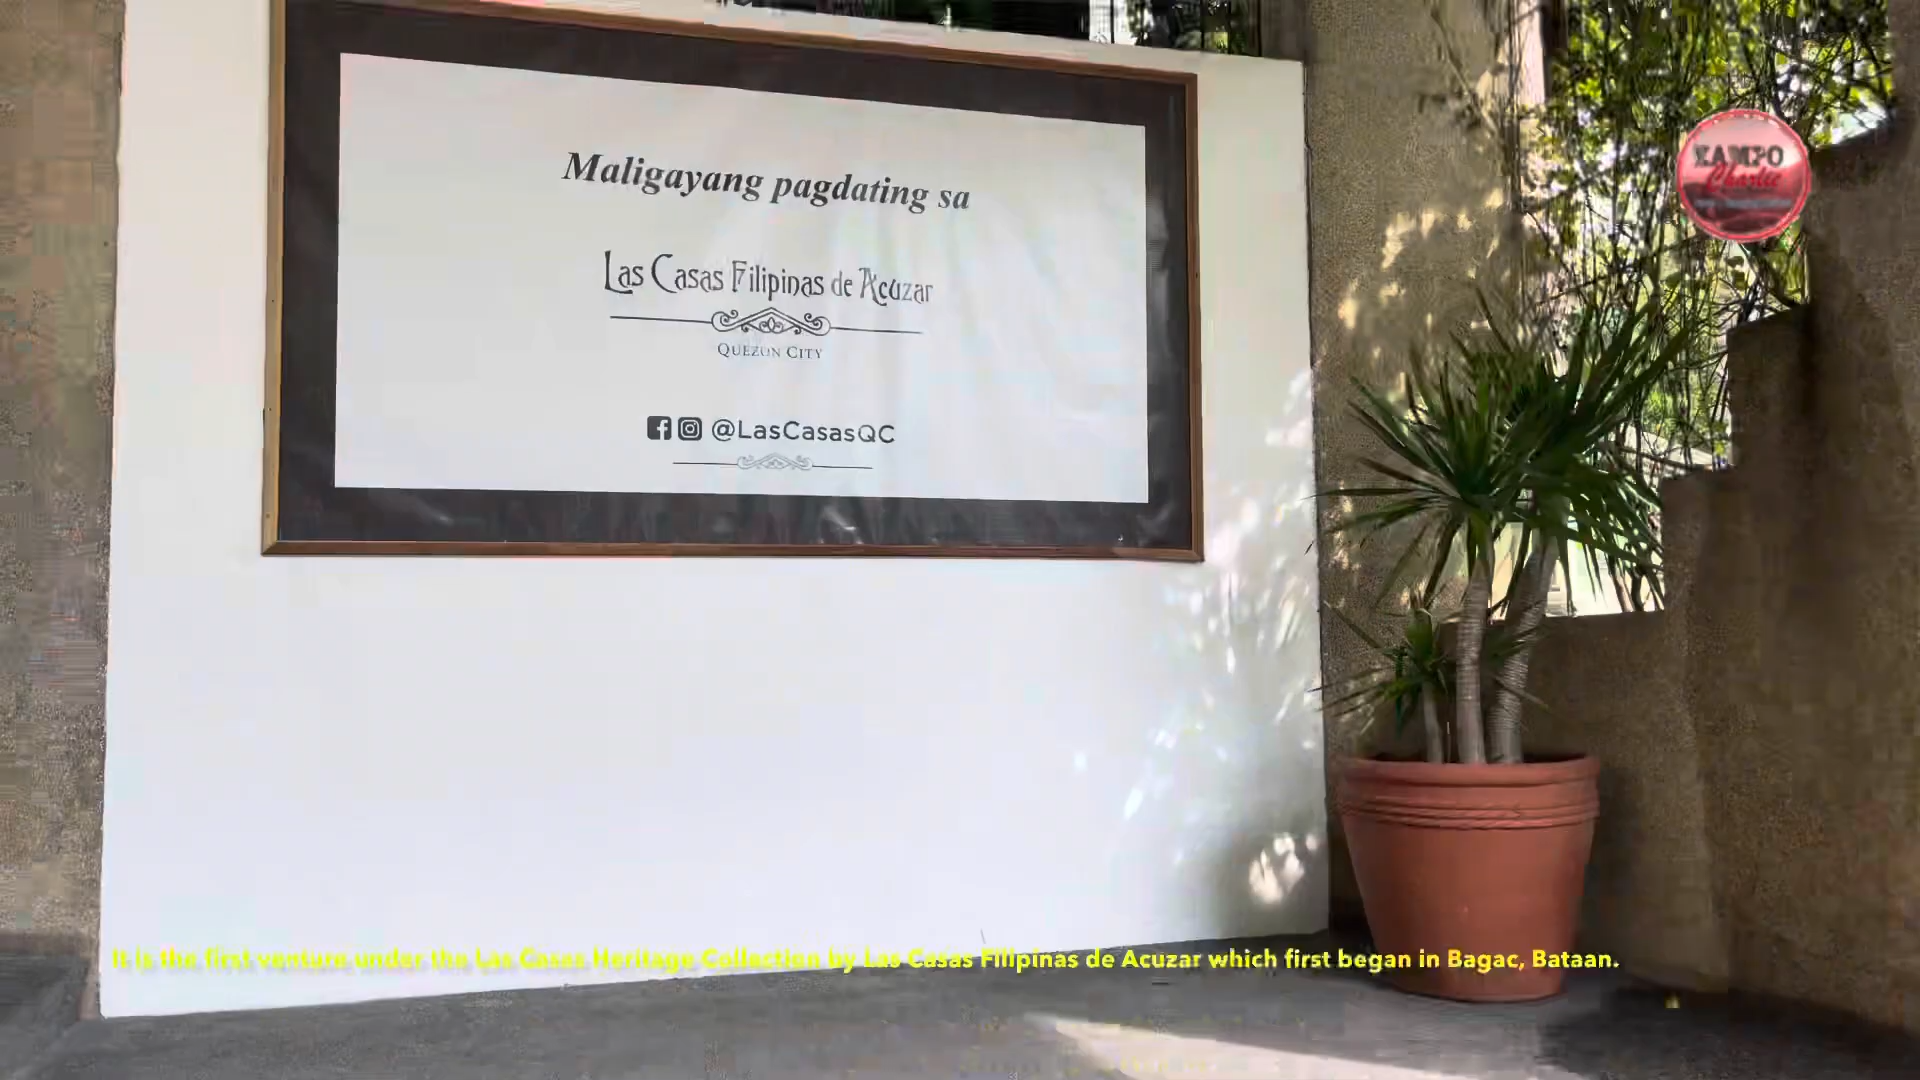 Maligayang pagdating sa
Las Casas Filipinas de Acuzar
QUEZON CITY
@LasCasasQC
KAMPO
Charlie
It is the first venture under the Las Casas Heritage Collection by Las Casas Filipinas de Acuzar which first began in Bagac, Bataan.